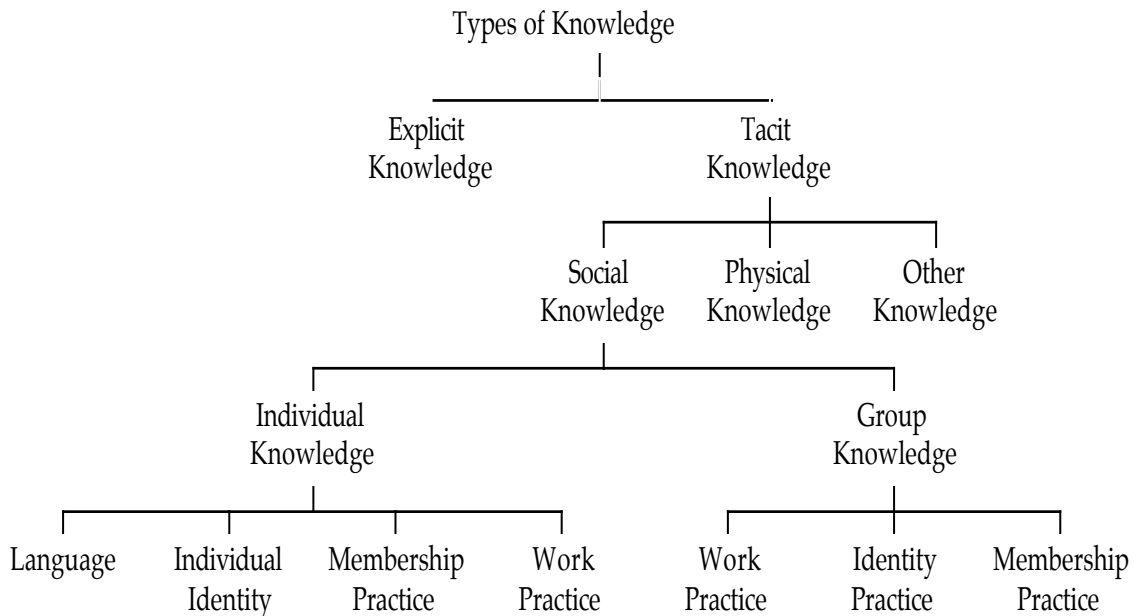 Types of Knowledge
Explicit
Knowledge
Tacit
Knowledge
Social
Knowledge
Physical
Knowledge
Other
Knowledge
Individual
Knowledge
Group
Knowledge
Language
Individual
Identity
Membership
Practice
Work
Practice
Work
Practice
Identity
Practice
Membership
Practice